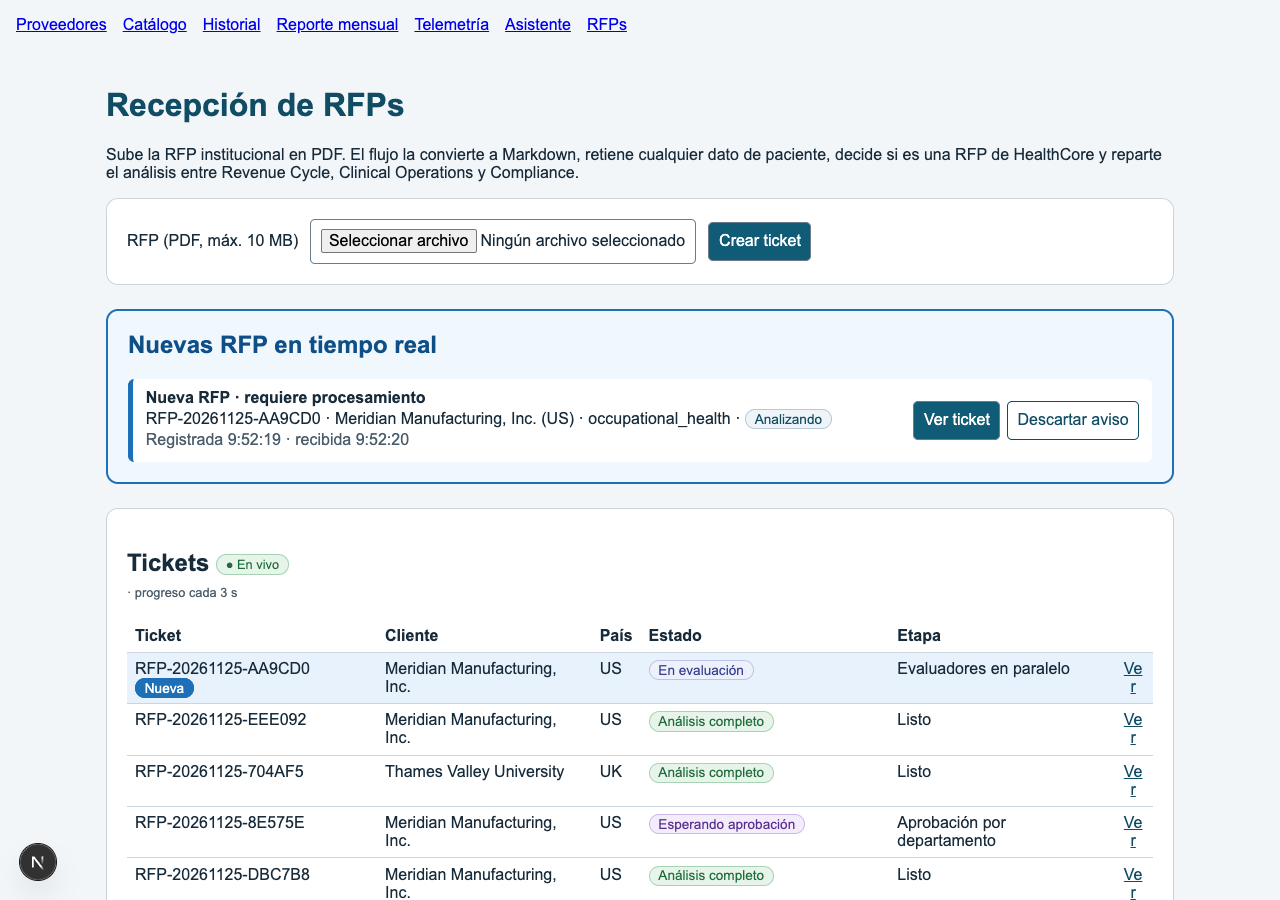 Proveedores Catálogo Historial Reporte mensual Telemetría Asistente RFPs
Recepción de RFPs
Sube la RFP institucional en PDF. El flujo la convierte a Markdown, retiene cualquier dato de paciente, decide si es una RFP de HealthCore y reparte
el análisis entre Revenue Cycle, Clinical Operations y Compliance.
RFP (PDF, máx. 10 MB) Seleccionar archivo Ningún archivo seleccionado Crear ticket
Nuevas RFP en tiempo real
Nueva RFP · requiere procesamiento
RFP-20261125-AA9CD0 · Meridian Manufacturing, Inc. (US) · occupational_health · Analizando
Registrada 9:52:19 · recibida 9:52:20
Ver ticket Descartar aviso
Tickets ● En vivo
· progreso cada 3 s
Ticket Cliente País Estado Etapa
RFP-20261125-AA9CD0 Meridian Manufacturing, US En evaluación Evaluadores en paralelo Ve
Nueva Inc. r
RFP-20261125-EEE092 Meridian Manufacturing, US Análisis completo Listo Ve
Inc. r
RFP-20261125-704AF5 Thames Valley University UK Análisis completo Listo Ve
r
RFP-20261125-8E575E Meridian Manufacturing, US Esperando aprobación Aprobación por Ve
Inc. departamento r
RFP-20261125-DBC7B8 Meridian Manufacturing, US Análisis completo Listo Ve
Inc. r
N